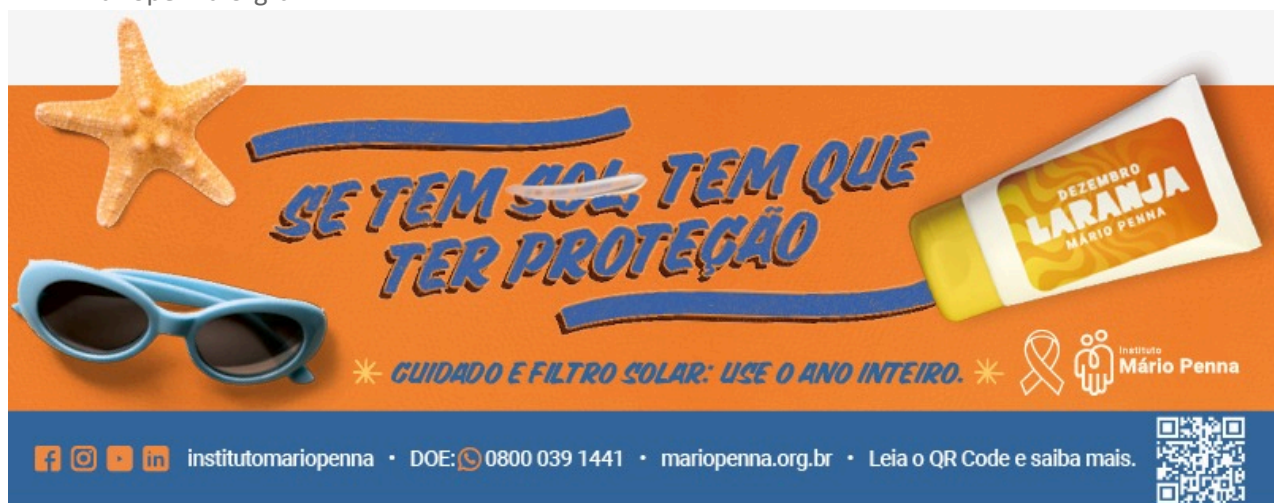 SE TEM SOL, TEM QUE
TER PROTEÇÃO
DEZEMBRO
LARANJA
MÁRIO PENNA
CUIDADO E FILTRO SOLAR: USE O ANO INTEIRO.
Instituto
Mário Penna
institutomariopenna • DOE: 0800 039 1441 • mariopenna.org.br • Leia o QR Code e saiba mais.